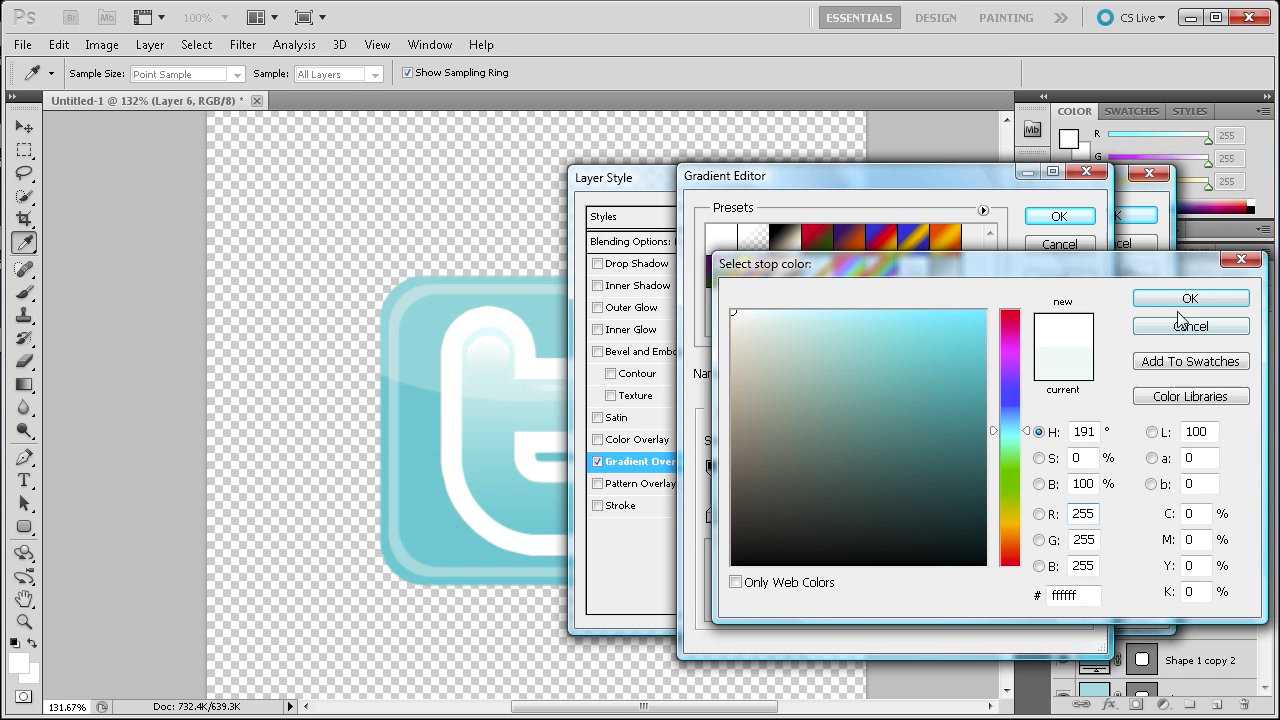 Ps Br Mb 100% ESSENTIALS DESIGN PAINTING CS Live
File Edit Image Layer Select Filter Analysis 3D View Window Help
Sample Size: Point Sample Sample: All Layers Show Sampling Ring
Untitled-1 @ 132% (Layer 6, RGB/8) *
COLOR SWATCHES STYLES
Mb
R 255
G 255
255
Layer Style
Styles
Blending Options:
Drop Shadow
Inner Shadow
Outer Glow
Inner Glow
Bevel and Embo
Contour
Texture
Satin
Color Overlay
Gradient Over
Pattern Overlay
Stroke
Gradient Editor
Presets
OK
Cancel
Select stop color:
new
current
OK
Cancel
Add To Swatches
Color Libraries
H: 191 °
S: 0 %
B: 100 %
R: 255
G: 255
B: 255
# ffffff
L: 100
a: 0
b: 0
C: 0 %
M: 0 %
Y: 0 %
K: 0 %
Only Web Colors
Shape 1 copy 2
131.67% Doc: 732.4K/639.3K